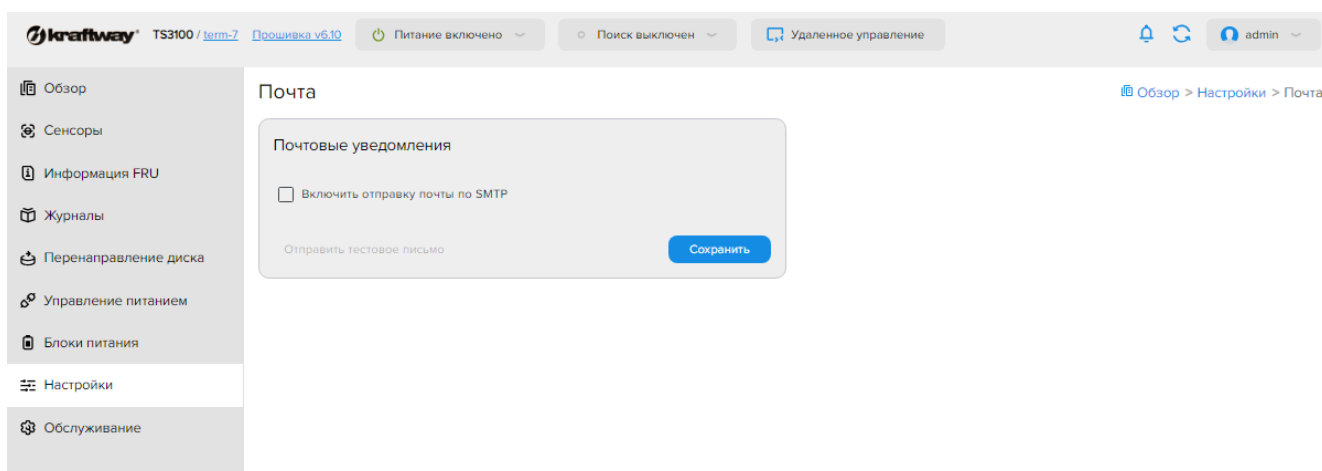 kraftway® TS3100 / term-7 Прошивка v6.10 Питание включено Поиск выключен Удаленное управление admin
Обзор
Почта
Обзор > Настройки > Почта
Сенсоры
Почтовые уведомления
Информация FRU
Включить отправку почты по SMTP
Журналы
Перенаправление диска
Отправить тестовое письмо
Сохранить
Управление питанием
Блоки питания
Настройки
Обслуживание